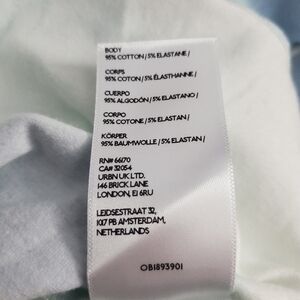 BODY
95% COTTON / 5% ELASTANE /
CORPS
95% COTON / 5% ÉLASTHANNE /
CUERPO
95% ALGODÓN / 5% ELASTANO /
CORPO
95% COTONE / 5% ELASTAN /
KÖRPER
95% BAUMWOLLE / 5% ELASTAN /
RN# 66170
CA# 32054
URBN UK LTD.
146 BRICK LANE
LONDON, E1 6RU
LEIDSESTRAAT 32,
1017 PB AMSTERDAM,
NETHERLANDS
OB1893901